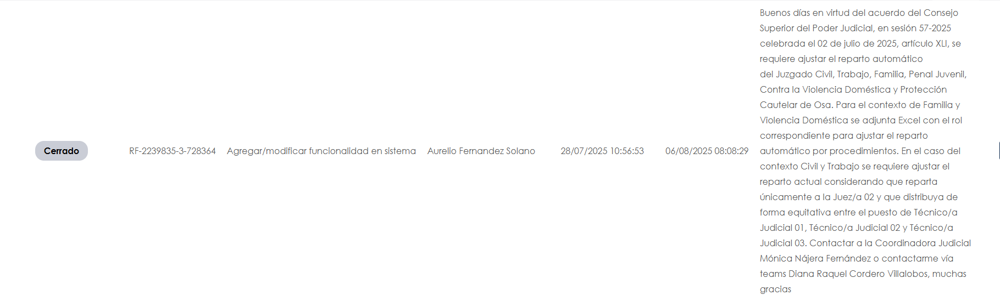 Buenos días en virtud del acuerdo del Consejo
Superior del Poder Judicial, en sesión 57-2025
celebrada el 02 de julio de 2025, artículo XLI, se
requiere ajustar el reparto automático
del Juzgado Civil, Trabajo, Familia, Penal Juvenil,
Contra la Violencia Doméstica y Protección
Cautelar de Osa. Para el contexto de Familia y
Violencia Doméstica se adjunta Excel con el rol
correspondiente para ajustar el reparto
Cerrado RF-2239835-3-728364 Agregar/modificar funcionalidad en sistema Aurelio Fernandez Solano 28/07/2025 10:56:53 06/08/2025 08:08:29 automático por procedimientos. En el caso del
contexto Civil y Trabajo se requiere ajustar el
reparto actual considerando que reparta
únicamente a la Juez/a 02 y que distribuya de
forma equitativa entre el puesto de Técnico/a
Judicial 01, Técnico/a Judicial 02 y Técnico/a
Judicial 03. Contactar a la Coordinadora Judicial
Mónica Nájera Fernández o contactarme vía
teams Diana Raquel Cordero Villalobos, muchas
gracias